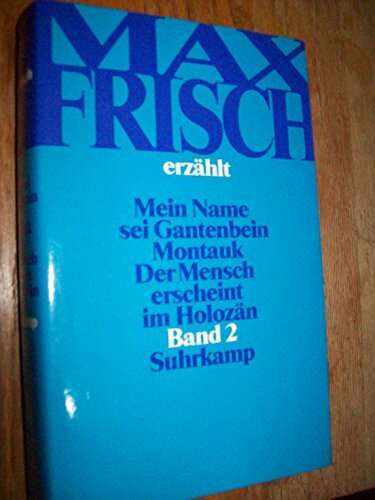 MAX
FRISCH
erzählt
Mein Name
sei Gantenbein
Montauk
Der Mensch
erscheint
im Holozän
Band 2
Suhrkamp